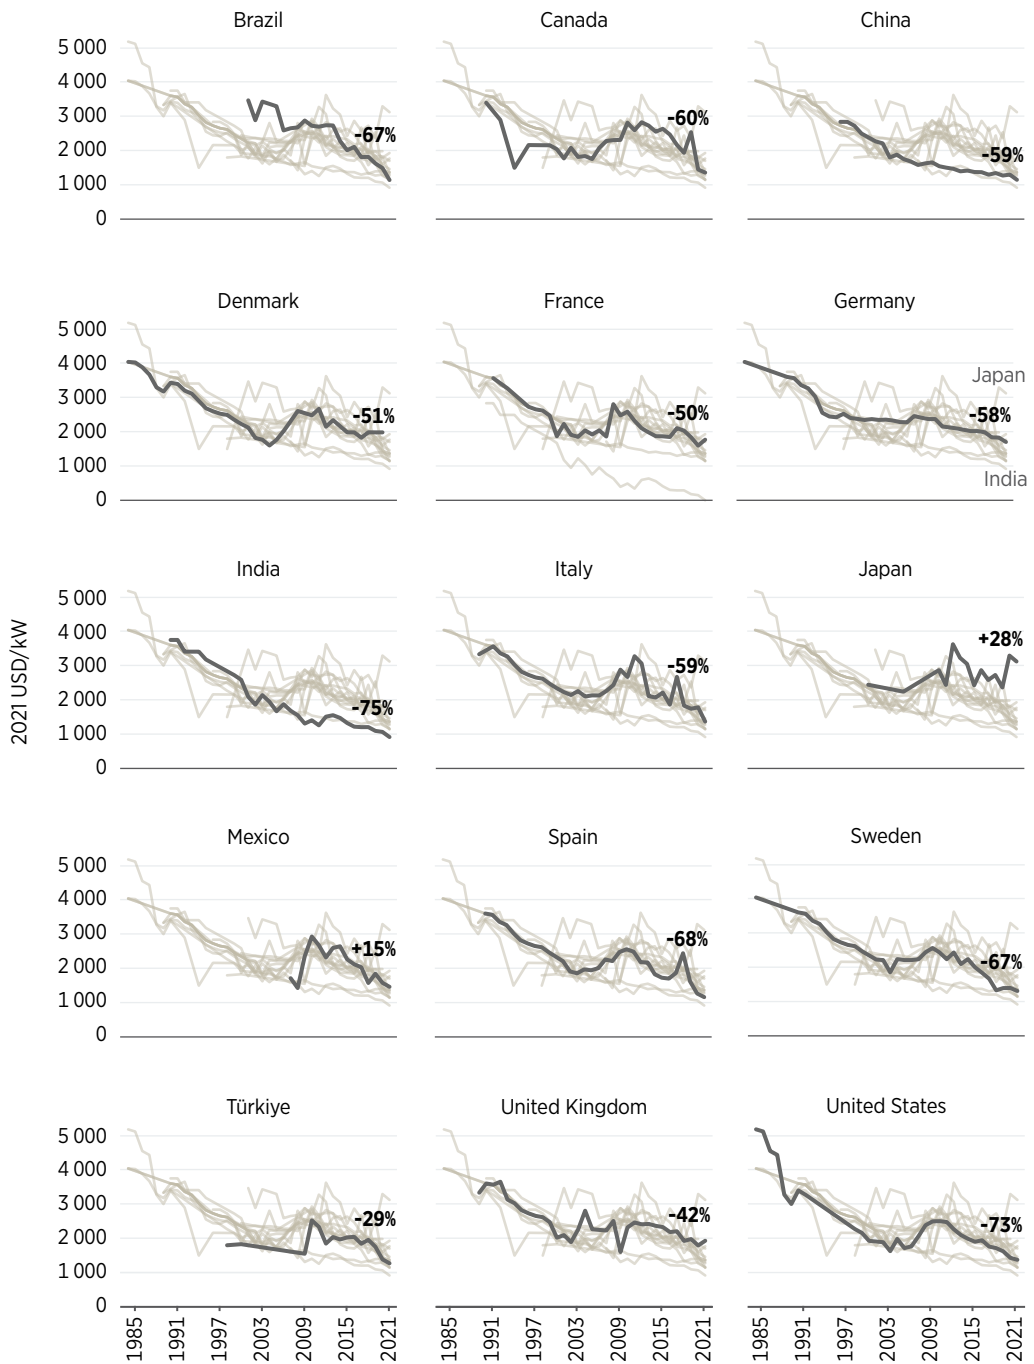 Brazil
Canada
China
5 000
4 000
3 000
2 000
1 000
0
-67%
-60%
-59%
Denmark
France
Germany
5 000
4 000
3 000
2 000
1 000
0
-51%
-50%
Japan
-58%
India
2021 USD/kW
India
Italy
Japan
5 000
4 000
3 000
2 000
1 000
0
-75%
-59%
+28%
Mexico
Spain
Sweden
5 000
4 000
3 000
2 000
1 000
0
+15%
-68%
-67%
Türkiye
United Kingdom
United States
5 000
4 000
3 000
2 000
1 000
0
-29%
-42%
-73%
1985 1991 1997 2003 2009 2015 2021
1985 1991 1997 2003 2009 2015 2021
1985 1991 1997 2003 2009 2015 2021